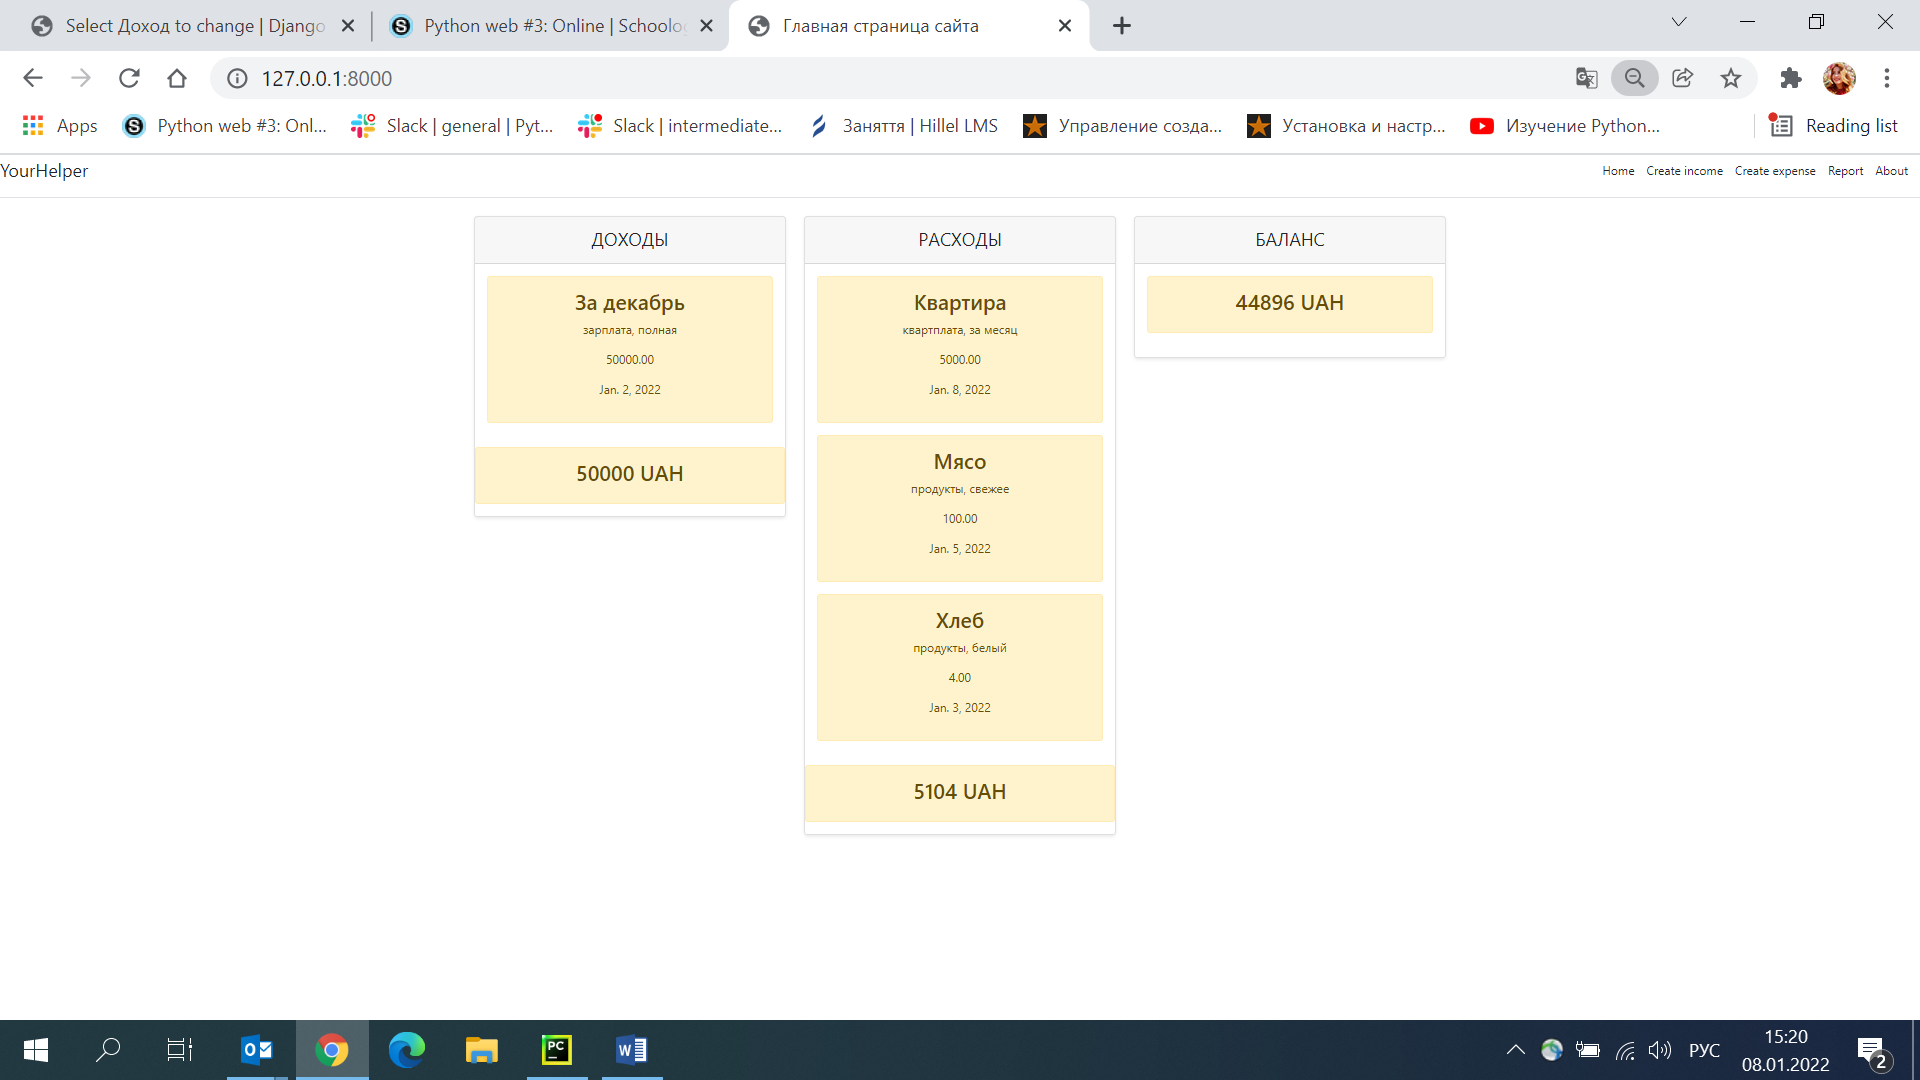 Select Доход to change | Django
Python web #3: Online | Schoolog
Главная страница сайта
127.0.0.1:8000
Apps
Python web #3: Onl...
Slack | general | Pyt...
Slack | intermediate...
Заняття | Hillel LMS
Управление созда...
Установка и настр...
Изучение Python...
Reading list
YourHelper
Home Create income Create expense Report About
ДОХОДЫ
За декабрь
зарплата, полная
50000.00
Jan. 2, 2022
50000 UAH
РАСХОДЫ
Квартира
квартплата, за месяц
5000.00
Jan. 8, 2022
Мясо
продукты, свежее
100.00
Jan. 5, 2022
Хлеб
продукты, белый
4.00
Jan. 3, 2022
5104 UAH
БАЛАНС
44896 UAH
РУС
15:20
08.01.2022
2